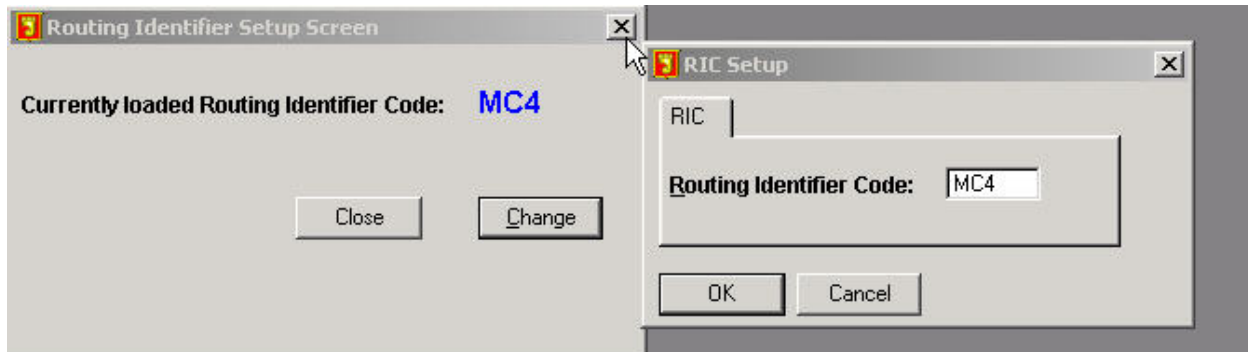 Routing Identifier Setup Screen
Currently loaded Routing Identifier Code: MC4
Close
Change
RIC Setup
RIC
Routing Identifier Code: MC4
OK
Cancel